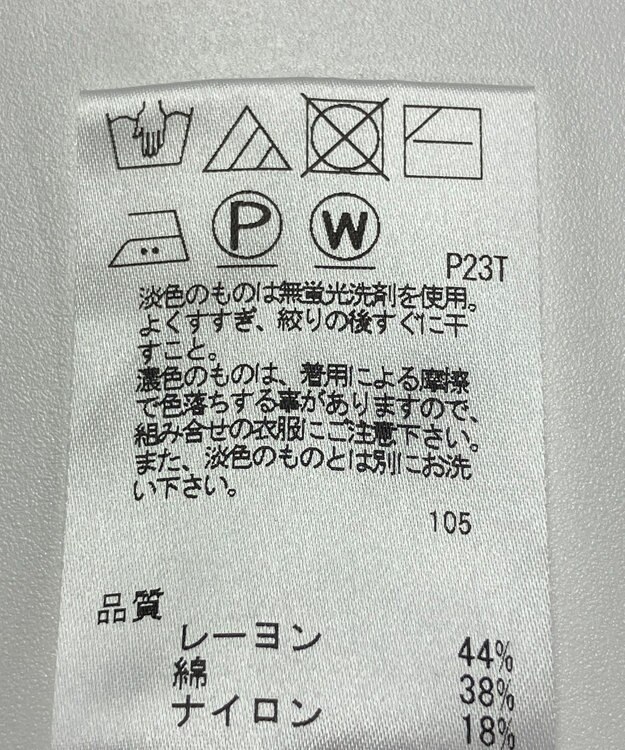 P W P23T
淡色のものは無蛍光洗剤を使用。
よくすすぎ、絞りの後すぐに干
すこと。
濃色のものは、着用による摩擦
で色落ちする事がありますので、
組み合せの衣服にご注意下さい。
また、淡色のものとは別にお洗
い下さい。
105
品質
レーヨン 44%
綿 38%
ナイロン 18%